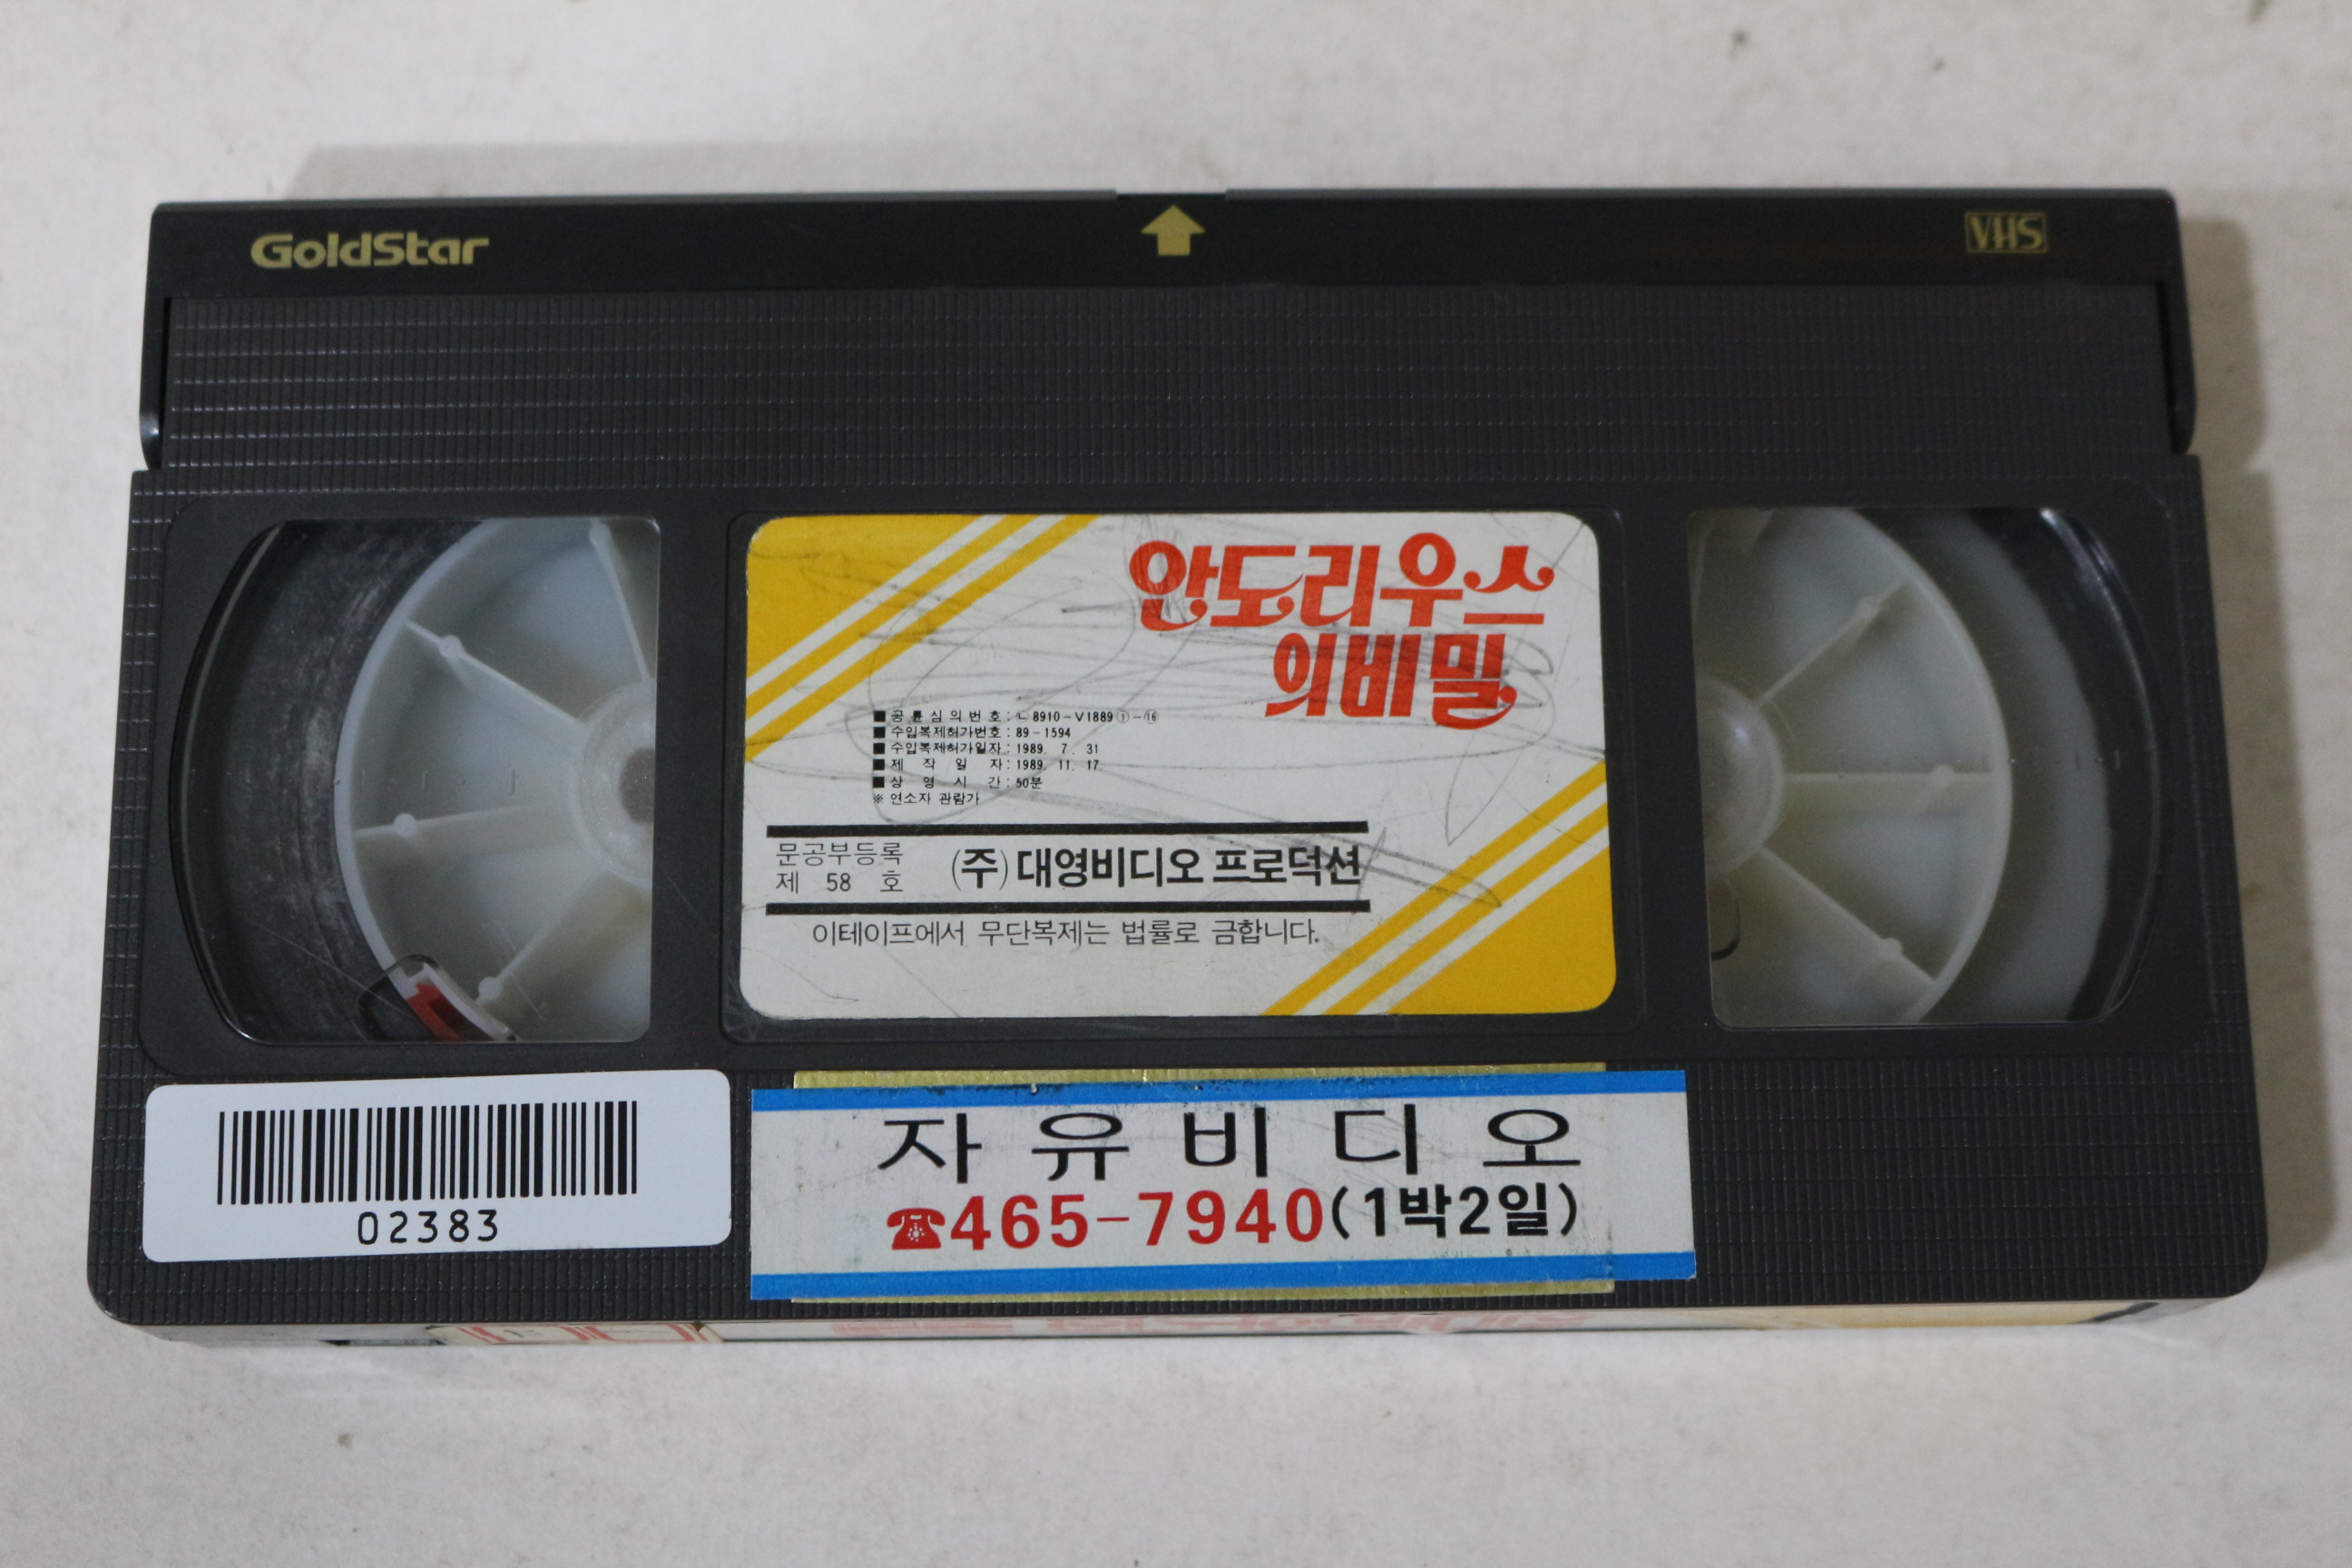 GoldStar
VHS
안도리우스
의비밀
■ 공륜심의번호 : ㄴ 8910-V1889①-⑯
■ 수입복제허가번호 : 89-1594
■ 수입복제허가일자 : 1989. 7. 31
■ 제작일자 : 1989. 11. 17.
■ 상영시간 : 50분
※ 연소자 관람가
문공부등록
제 58 호
(주)대영비디오프로덕션
이테이프에서 무단복제는 법률로 금합니다.
02383
자유비디오
☎465-7940(1박2일)